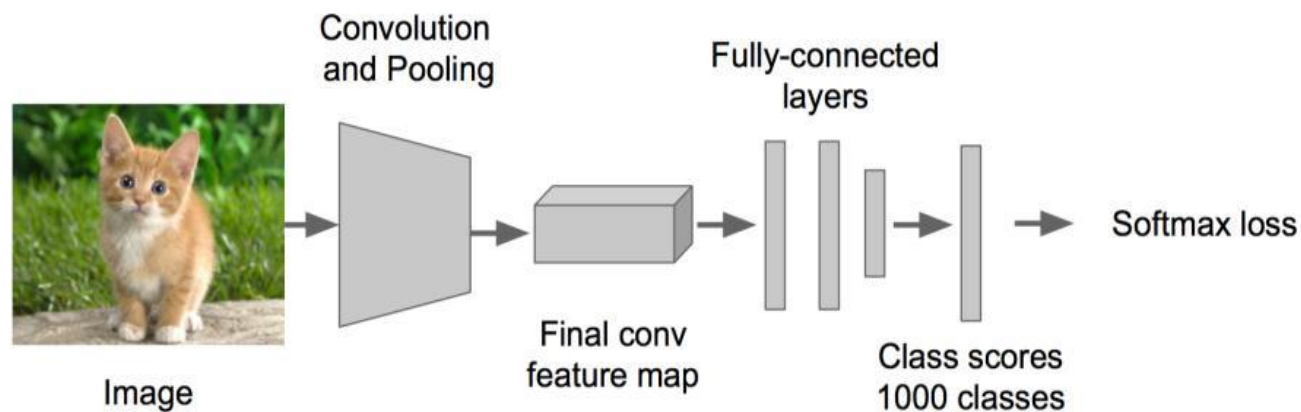 Convolution
and Pooling
Fully-connected
layers
Softmax loss
Final conv
feature map
Class scores
1000 classes
Image